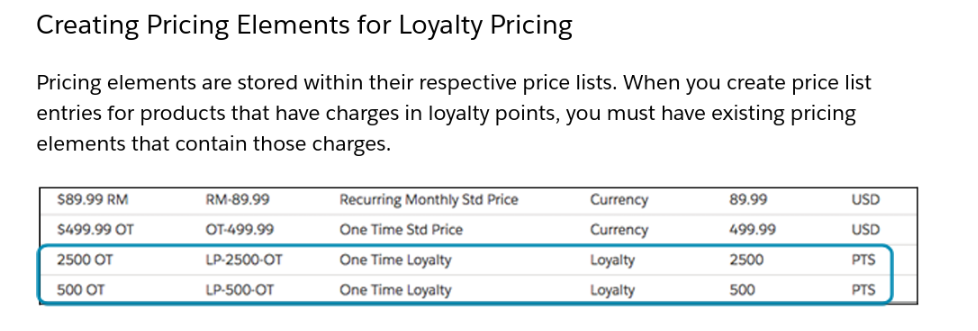 Creating Pricing Elements for Loyalty Pricing
Pricing elements are stored within their respective price lists. When you create price list
entries for products that have charges in loyalty points, you must have existing pricing
elements that contain those charges.
$89.99 RM RM-89.99 Recurring Monthly Std Price Currency 89.99 USD
$499.99 OT OT-499.99 One Time Std Price Currency 499.99 USD
2500 OT LP-2500-OT One Time Loyalty Loyalty 2500 PTS
500 OT LP-500-OT One Time Loyalty Loyalty 500 PTS